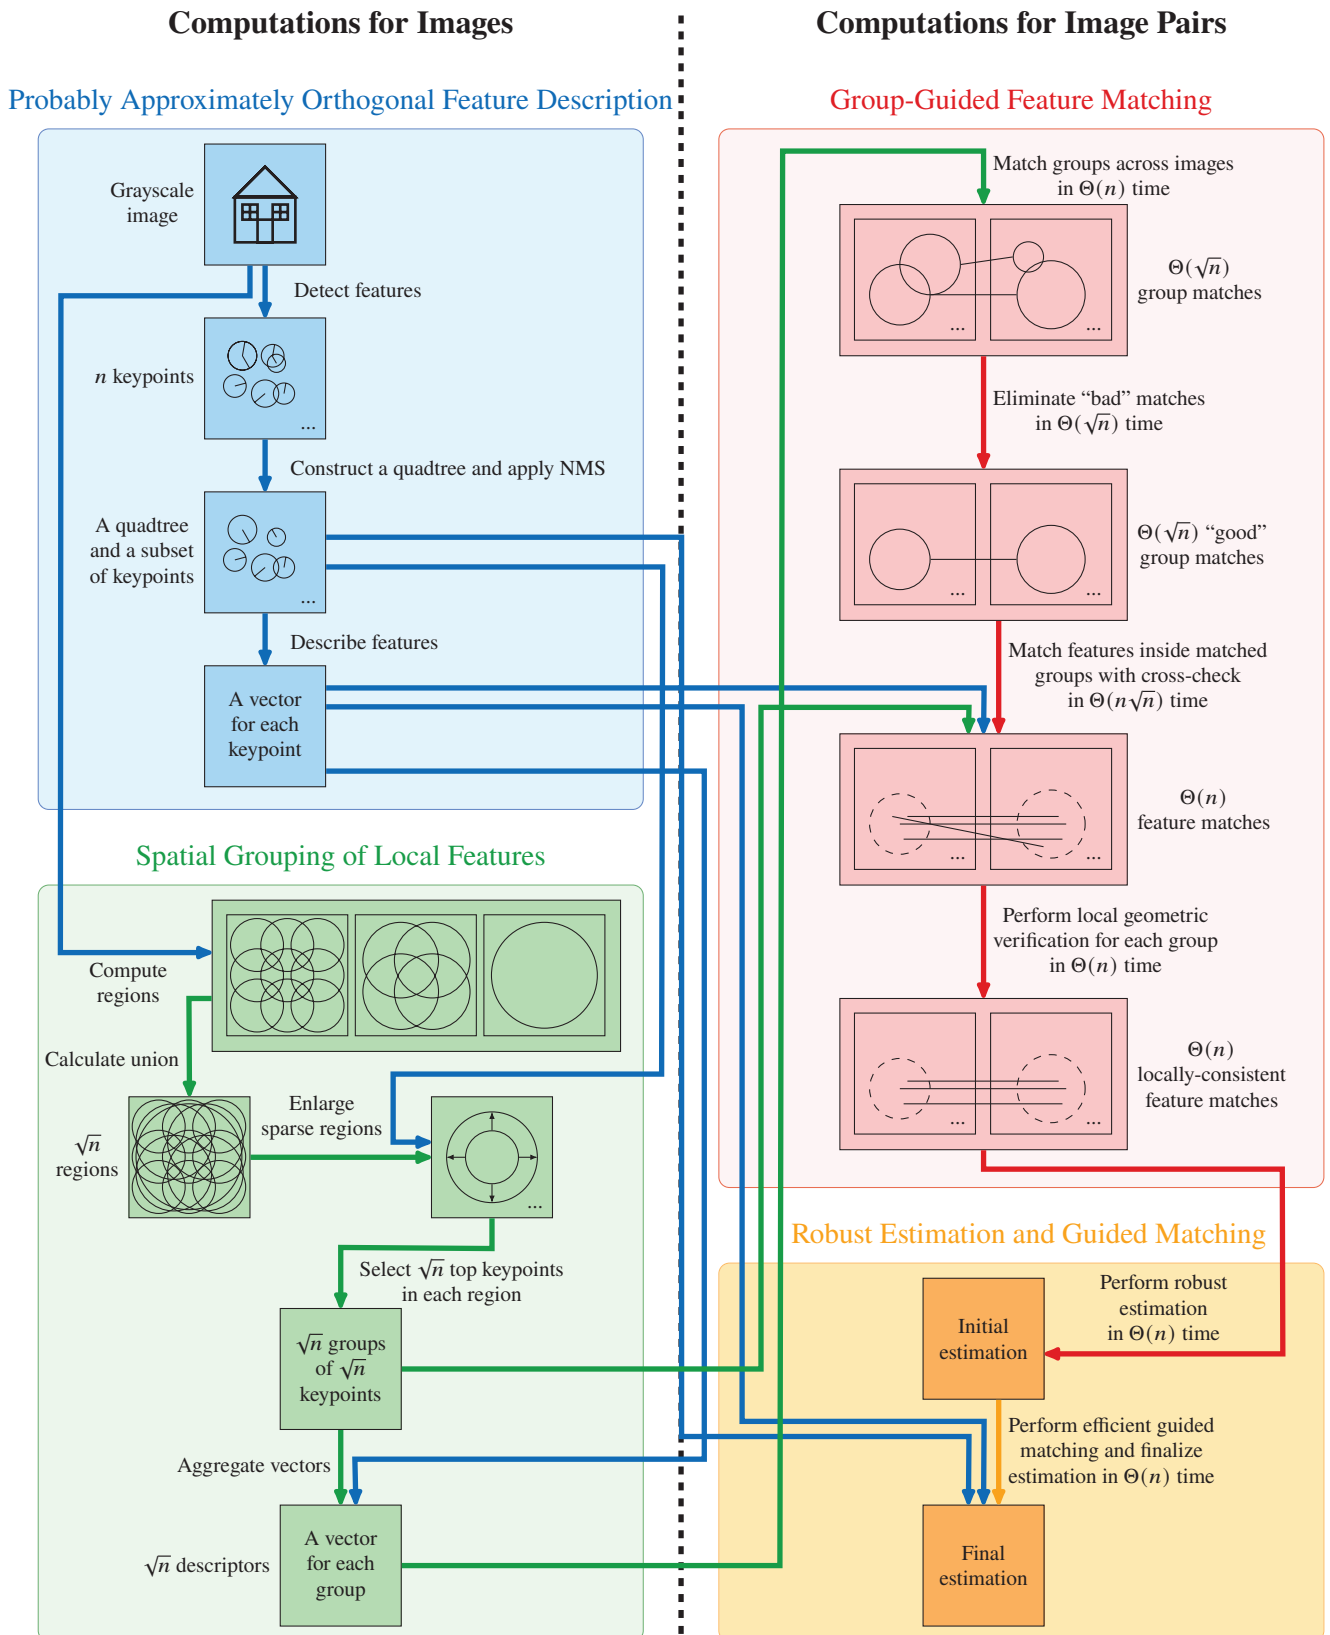 Computations for Images
Probably Approximately Orthogonal Feature Description
Grayscale
image
Detect features
n keypoints
...
Construct a quadtree and apply NMS
A quadtree
and a subset
of keypoints
...
Describe features
A vector
for each
keypoint
Spatial Grouping of Local Features
Compute
regions
Calculate union
√n
regions
Enlarge
sparse regions
...
Select √n top keypoints
in each region
√n groups
of √n
keypoints
Aggregate vectors
√n descriptors
A vector
for each
group
Computations for Image Pairs
Group-Guided Feature Matching
Match groups across images
in Θ(n) time
... ...
Θ(√n)
group matches
Eliminate “bad” matches
in Θ(√n) time
... ...
Θ(√n) “good”
group matches
Match features inside matched
groups with cross-check
in Θ(n√n) time
... ...
Θ(n)
feature matches
Perform local geometric
verification for each group
in Θ(n) time
... ...
Θ(n)
locally-consistent
feature matches
Robust Estimation and Guided Matching
Perform robust
estimation
in Θ(n) time
Initial
estimation
Perform efficient guided
matching and finalize
estimation in Θ(n) time
Final
estimation